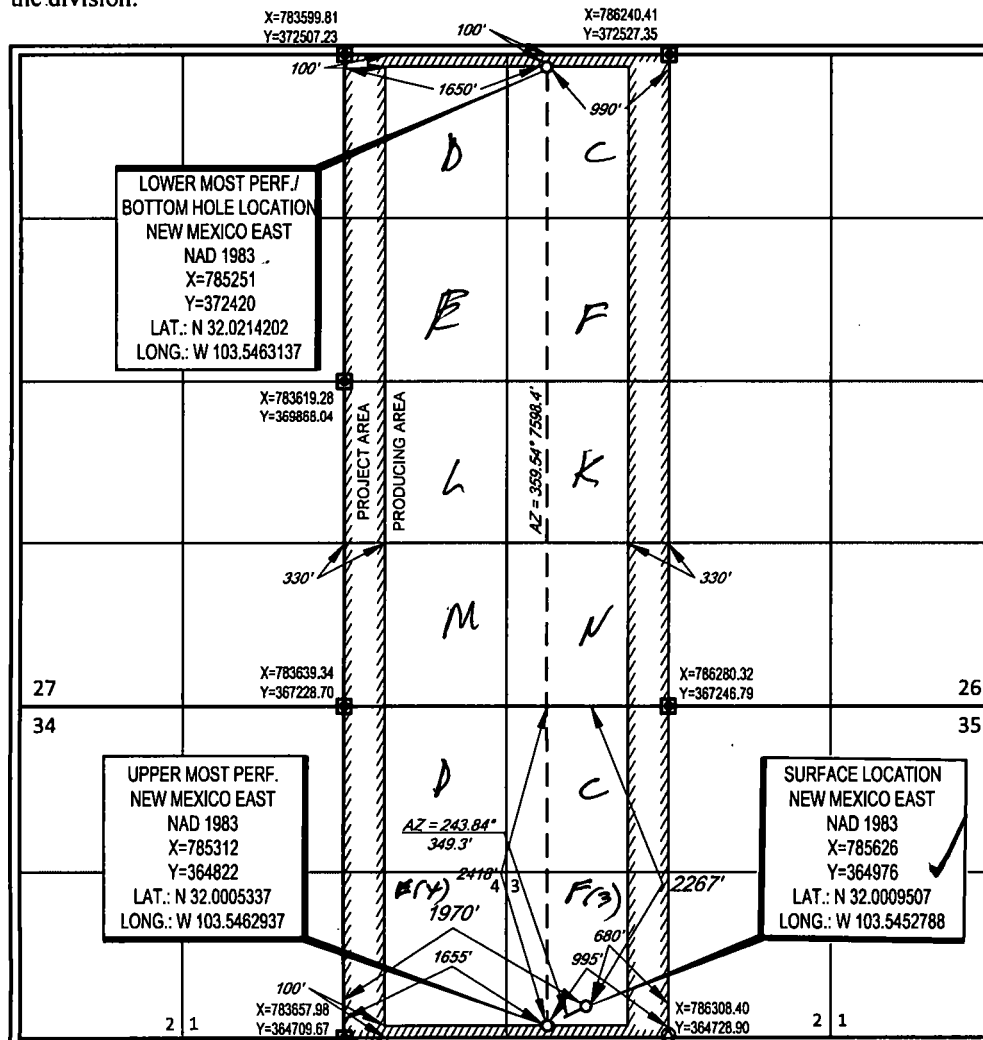 the division.
X=783599.81
Y=372507.23
X=786240.41
Y=372527.35
100'
100'
1650'
990'
D
C
LOWER MOST PERF./
BOTTOM HOLE LOCATION
NEW MEXICO EAST
NAD 1983
X=785251
Y=372420
LAT.: N 32.0214202
LONG.: W 103.5463137
E
F
X=783619.28
Y=369868.04
PROJECT AREA
PRODUCING AREA
AZ = 359.54° 7598.4'
L
K
330'
330'
M
N
X=783639.34
Y=367228.70
X=786280.32
Y=367246.79
27
26
34
35
UPPER MOST PERF.
NEW MEXICO EAST
NAD 1983
X=785312
Y=364822
LAT.: N 32.0005337
LONG.: W 103.5462937
D
C
SURFACE LOCATION
NEW MEXICO EAST
NAD 1983
X=785626
Y=364976
LAT.: N 32.0009507
LONG.: W 103.5452788
AZ = 243.84°
349.3'
2418'
4 3
2267'
E(4)
F(3)
1970'
680'
1655'
995'
100'
X=783657.98
Y=364709.67
X=786308.40
Y=364728.90
2 1
2 1